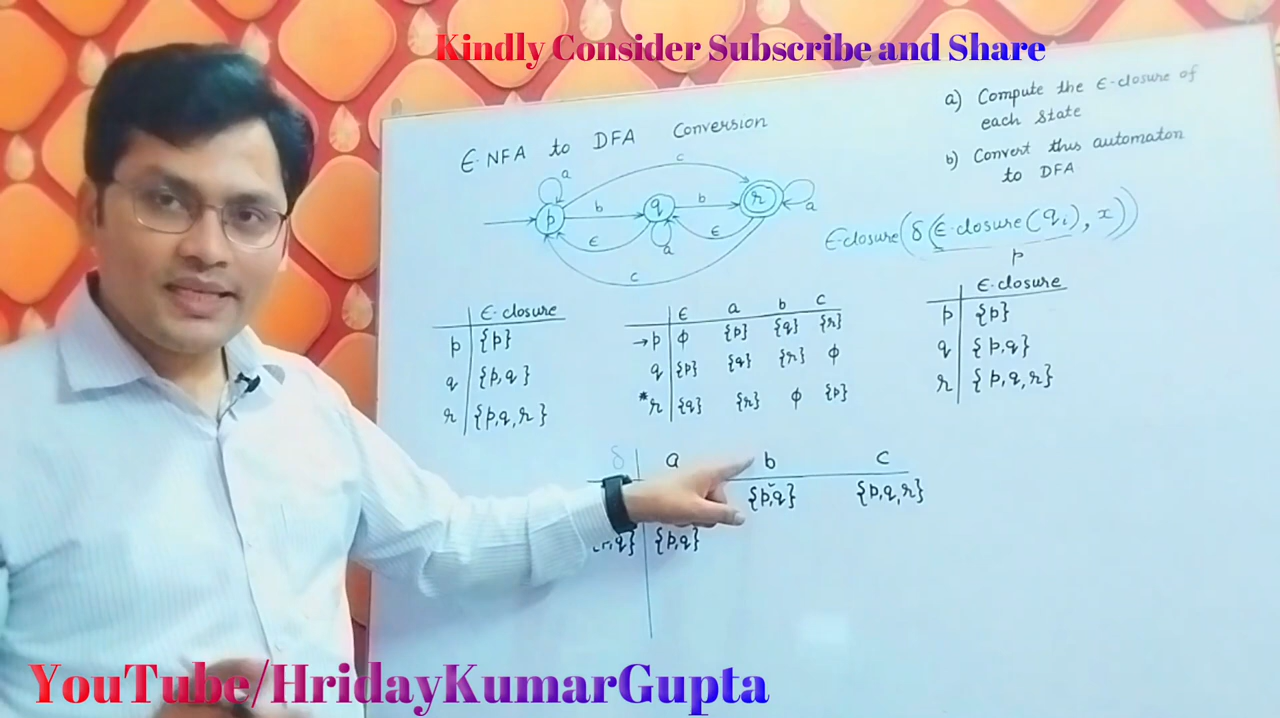 Kindly Consider Subscribe and Share
ε-NFA to DFA Conversion
a) Compute the ε-closure of
each state
b) Convert this automaton
to DFA
c
a
p b q b r a
ε a ε
c
ε-closure(δ(ε-closure(qi), x))
p
ε-closure
p {p}
q {p,q}
r {p,q,r}
ε a b c
→p φ {p} {q} {r}
q {p} {q} {r} φ
*r {q} {r} φ {p}
ε-closure
p {p}
q {p,q}
r {p,q,r}
δ a b c
{p,q} {p,q,r}
,q} {p,q}
YouTube/HridayKumarGupta